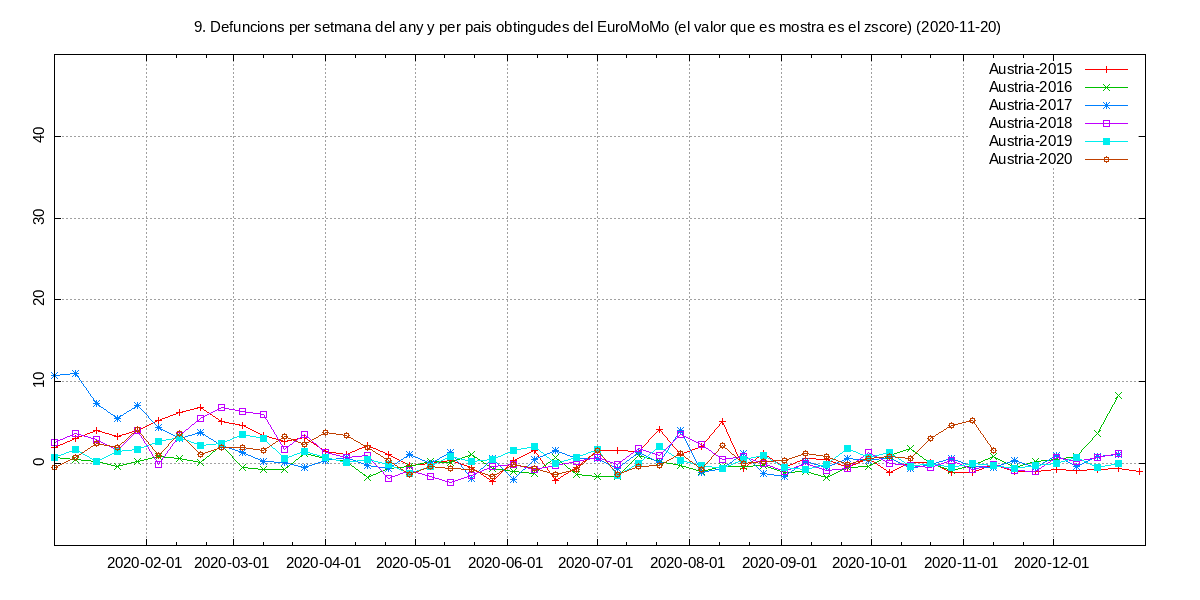 9. Defuncions per setmana del any y per pais obtingudes del EuroMoMo (el valor que es mostra es el zscore) (2020-11-20)
Austria-2015
Austria-2016
Austria-2017
Austria-2018
Austria-2019
Austria-2020
40
30
20
10
0
2020-02-01 2020-03-01 2020-04-01 2020-05-01 2020-06-01 2020-07-01 2020-08-01 2020-09-01 2020-10-01 2020-11-01 2020-12-01